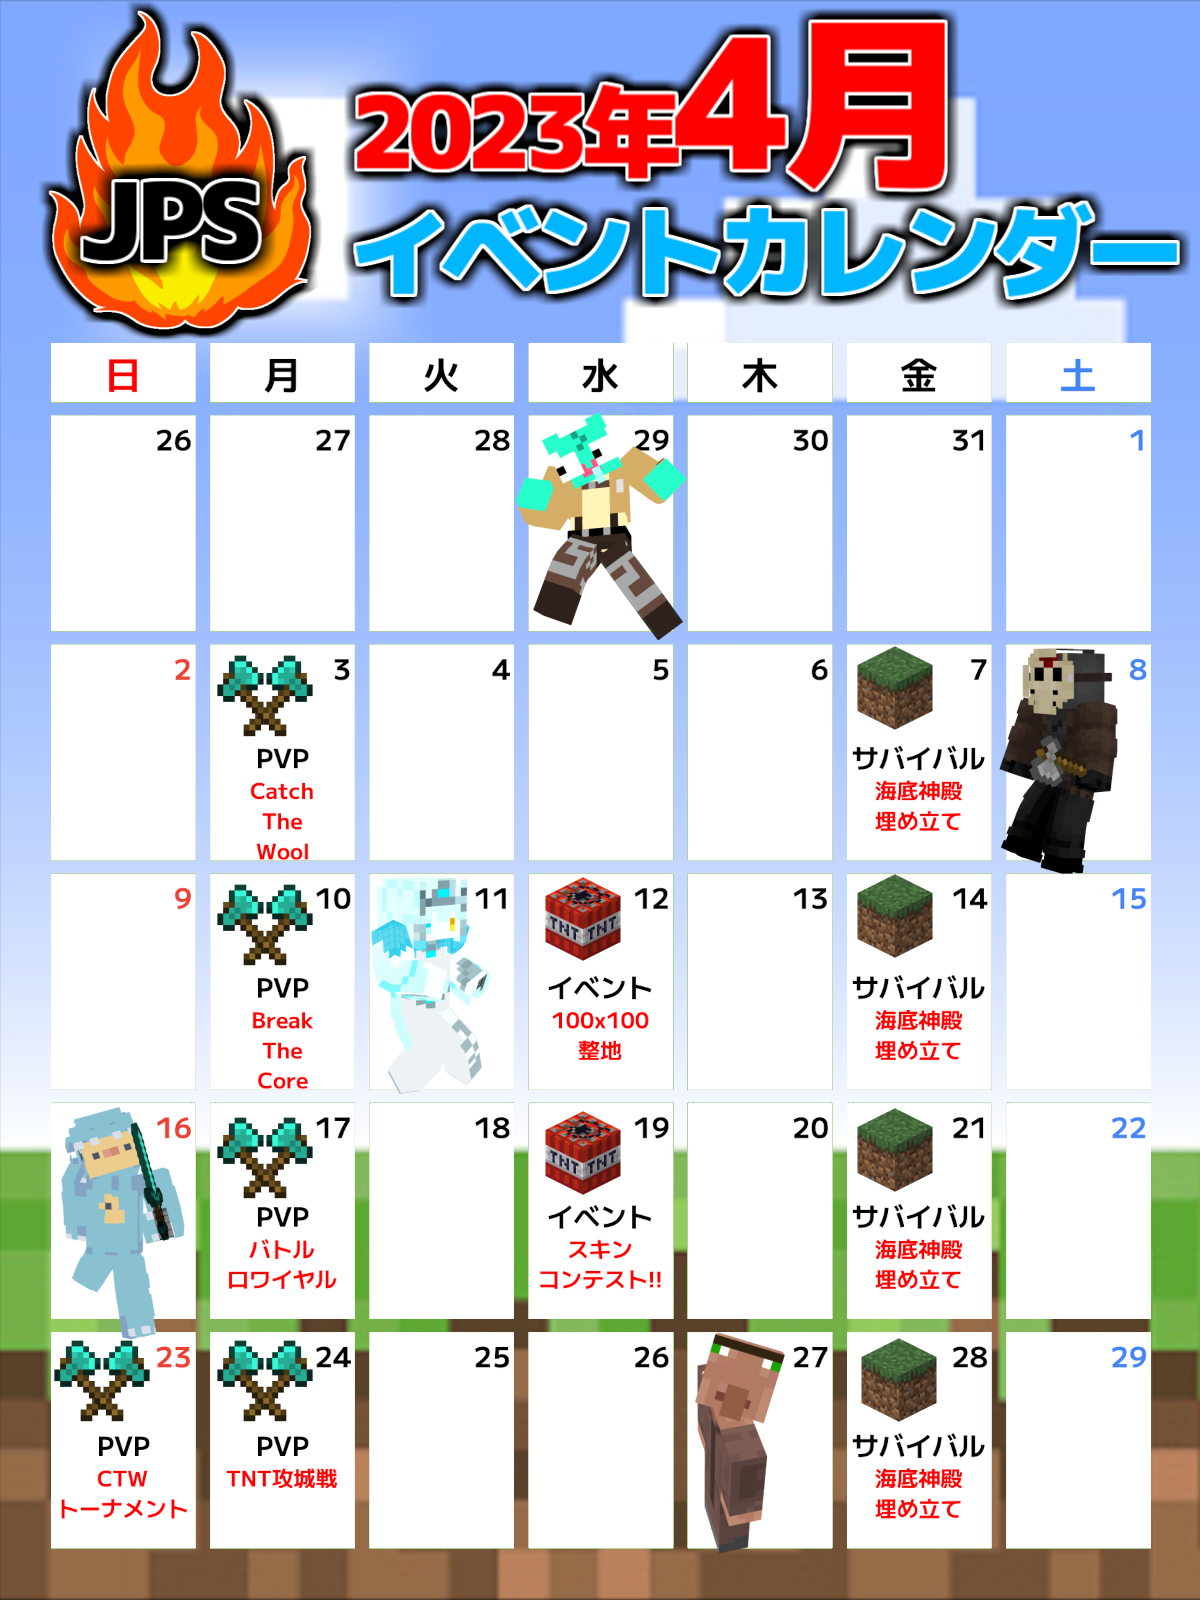 JPS
2023年4月
イベントカレンダー
日 月 火 水 木 金 土
26 27 28 29 30 31 1
2 3 4 5 6 7 8
PVP
Catch
The
Wool
サバイバル
海底神殿
埋め立て
9 10 11 12 13 14 15
PVP
Break
The
Core
TNT TNT
イベント
100x100
整地
サバイバル
海底神殿
埋め立て
16 17 18 19 20 21 22
PVP
バトル
ロワイヤル
TNT TNT
イベント
スキン
コンテスト!!
サバイバル
海底神殿
埋め立て
23 24 25 26 27 28 29
PVP
CTW
トーナメント
PVP
TNT攻城戦
サバイバル
海底神殿
埋め立て